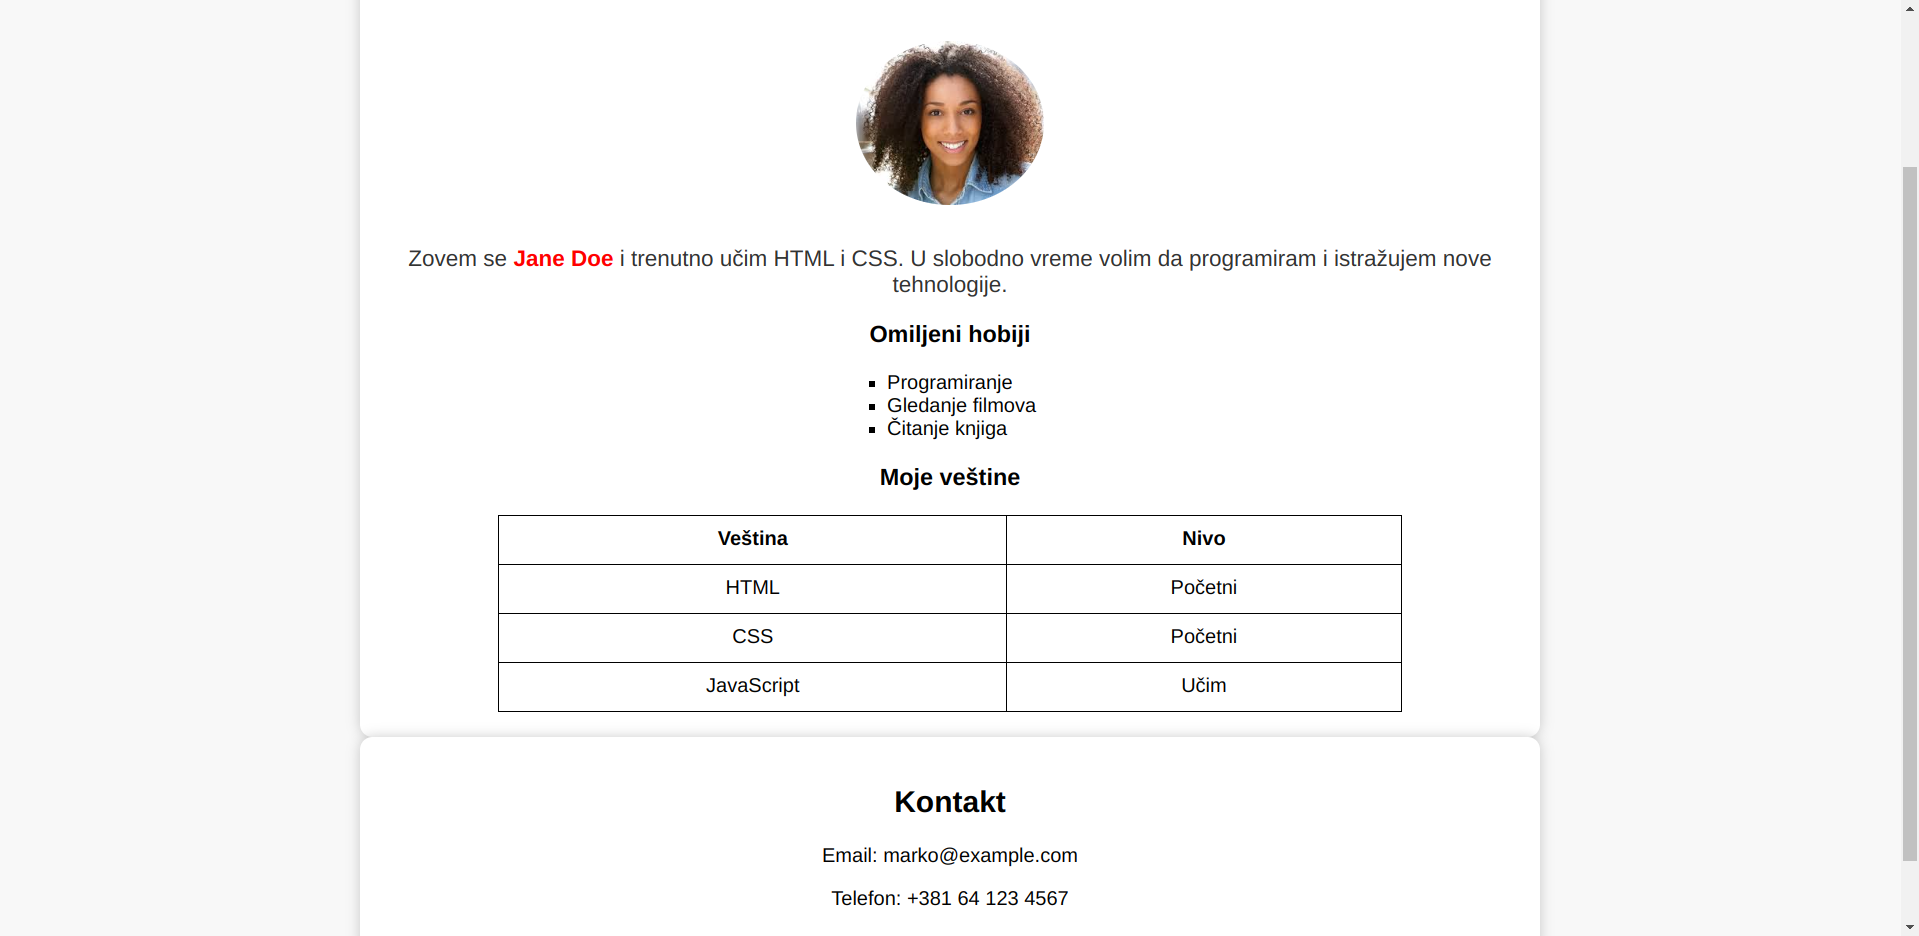 Zovem se Jane Doe i trenutno učim HTML i CSS. U slobodno vreme volim da programiram i istražujem nove
tehnologije.
Omiljeni hobiji
Programiranje
Gledanje filmova
Čitanje knjiga
Moje veštine
Veština Nivo
HTML Početni
CSS Početni
JavaScript Učim
Kontakt
Email: marko@example.com
Telefon: +381 64 123 4567